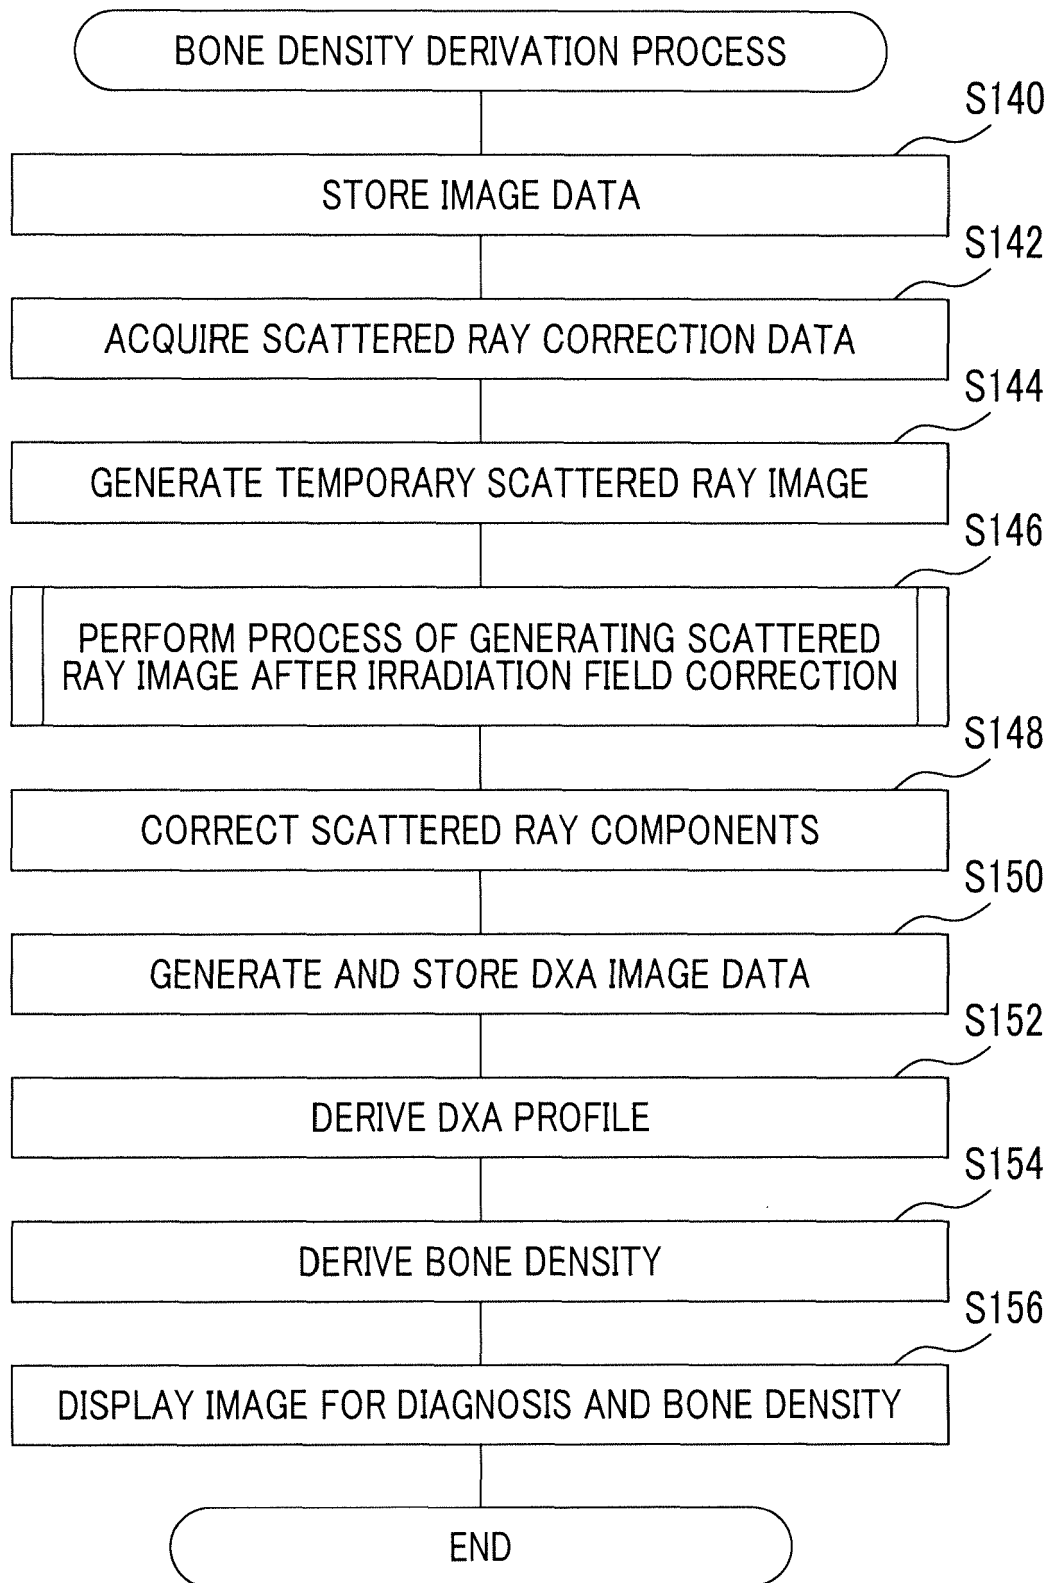 BONE DENSITY DERIVATION PROCESS
S140
STORE IMAGE DATA
S142
ACQUIRE SCATTERED RAY CORRECTION DATA
S144
GENERATE TEMPORARY SCATTERED RAY IMAGE
S146
PERFORM PROCESS OF GENERATING SCATTERED
RAY IMAGE AFTER IRRADIATION FIELD CORRECTION
S148
CORRECT SCATTERED RAY COMPONENTS
S150
GENERATE AND STORE DXA IMAGE DATA
S152
DERIVE DXA PROFILE
S154
DERIVE BONE DENSITY
S156
DISPLAY IMAGE FOR DIAGNOSIS AND BONE DENSITY
END